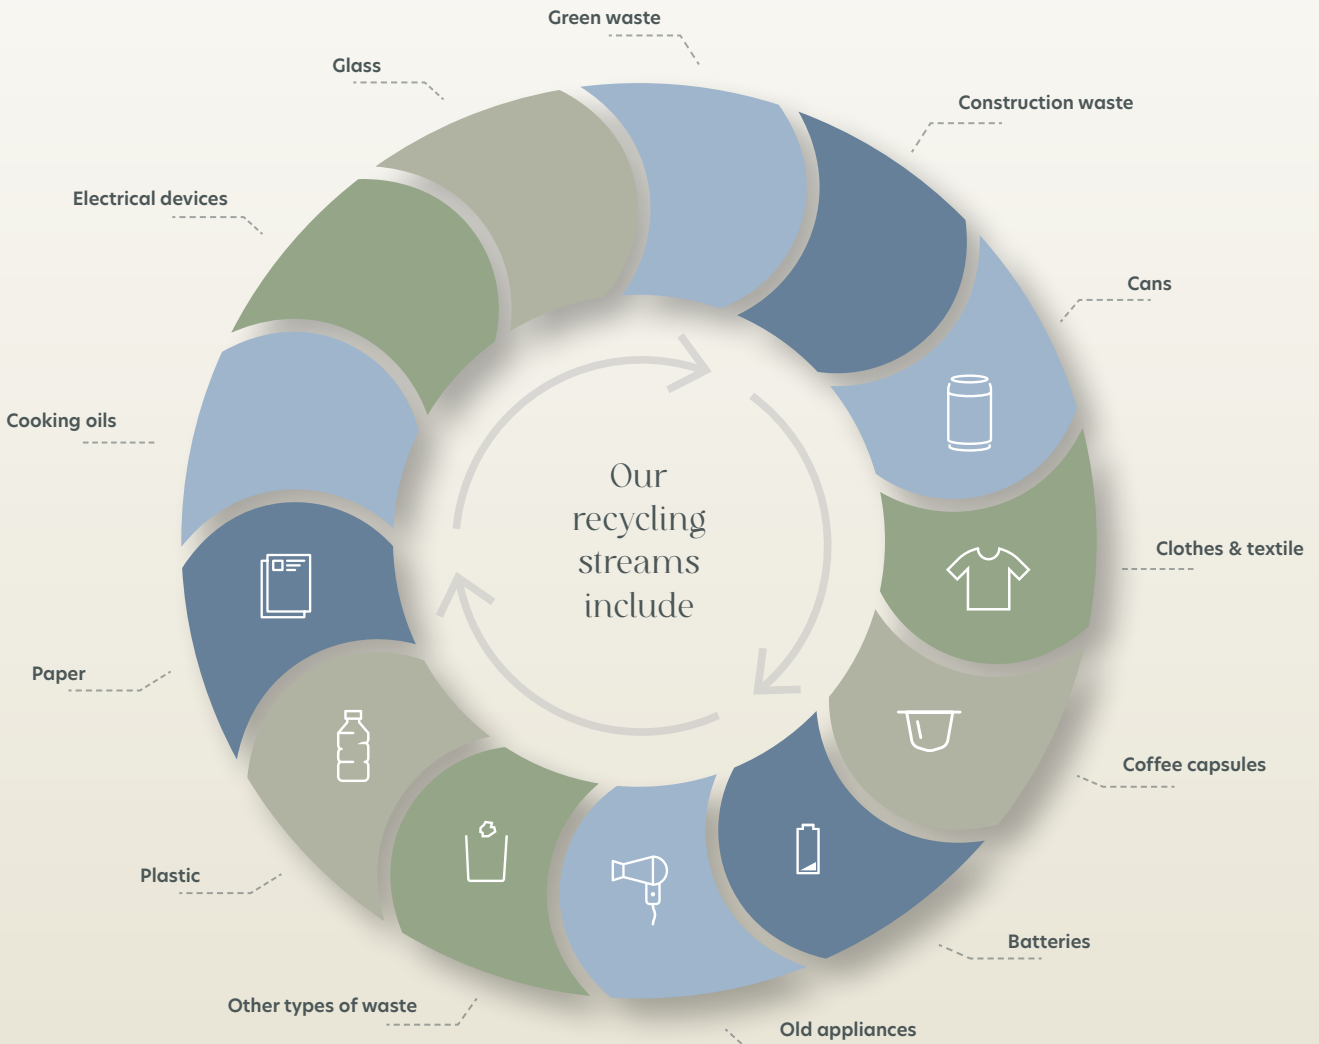 Green waste
Glass
Construction waste
Electrical devices
Cans
Cooking oils
Our
recycling
streams
include
Clothes & textile
Paper
Coffee capsules
Plastic
Batteries
Other types of waste
Old appliances